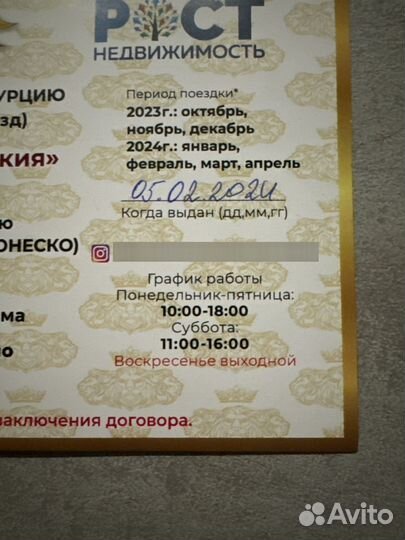 РОСТ
НЕДВИЖИМОСТЬ
УРЦИЮ
Период поездки*
зд)
2023г.: октябрь,
ноябрь, декабрь
2024г.: январь,
КИЯ»
февраль, март, апрель
05.02.2024
ю
Когда выдан (дд,мм,гг)
ОНЕСКО)
График работы
Понедельник-пятница:
ма
10:00-18:00
Суббота:
но
11:00-16:00
Воскресенье выходной
заключения договора.
Avito